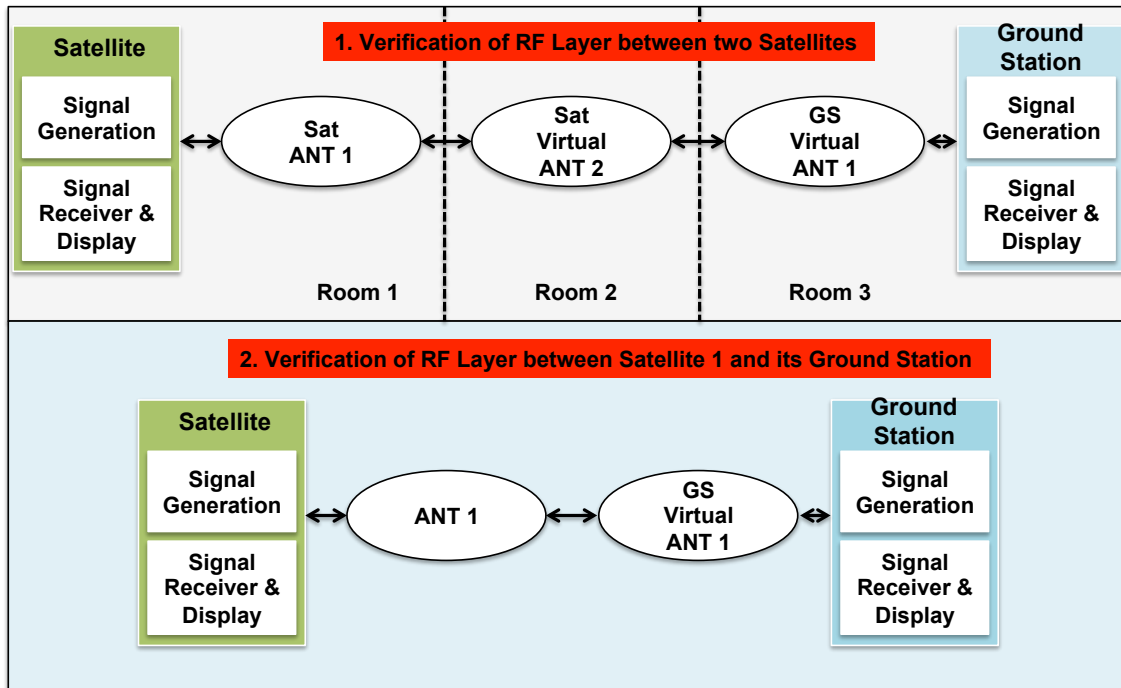 1. Verification of RF Layer between two Satellites
Satellite
Signal
Generation
Signal
Receiver &
Display
Sat
ANT 1
Sat
Virtual
ANT 2
GS
Virtual
ANT 1
Ground
Station
Signal
Generation
Signal
Receiver &
Display
Room 1
Room 2
Room 3
2. Verification of RF Layer between Satellite 1 and its Ground Station
Satellite
Signal
Generation
Signal
Receiver &
Display
ANT 1
GS
Virtual
ANT 1
Ground
Station
Signal
Generation
Signal
Receiver &
Display